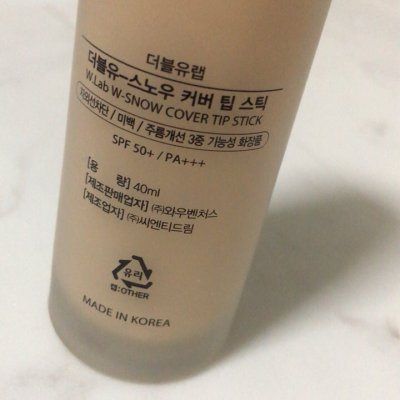 더블유랩
더블유-스노우 커버 팁 스틱
W.Lab W-SNOW COVER TIP STICK
자외선차단 / 미백 / 주름개선 3중 기능성 화장품
SPF 50+ / PA+++
[용 량] 40ml
[제조판매업자] ㈜와우벤처스
[제조업자] ㈜씨엔티드림
유리
캡:OTHER
MADE IN KOREA